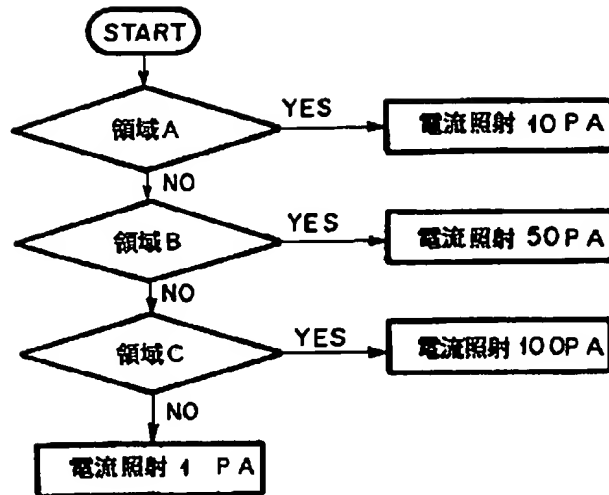 START
領域A
YES
電流照射 10PA
NO
領域B
YES
電流照射 50PA
NO
領域C
YES
電流照射 100PA
NO
電流照射 1 PA